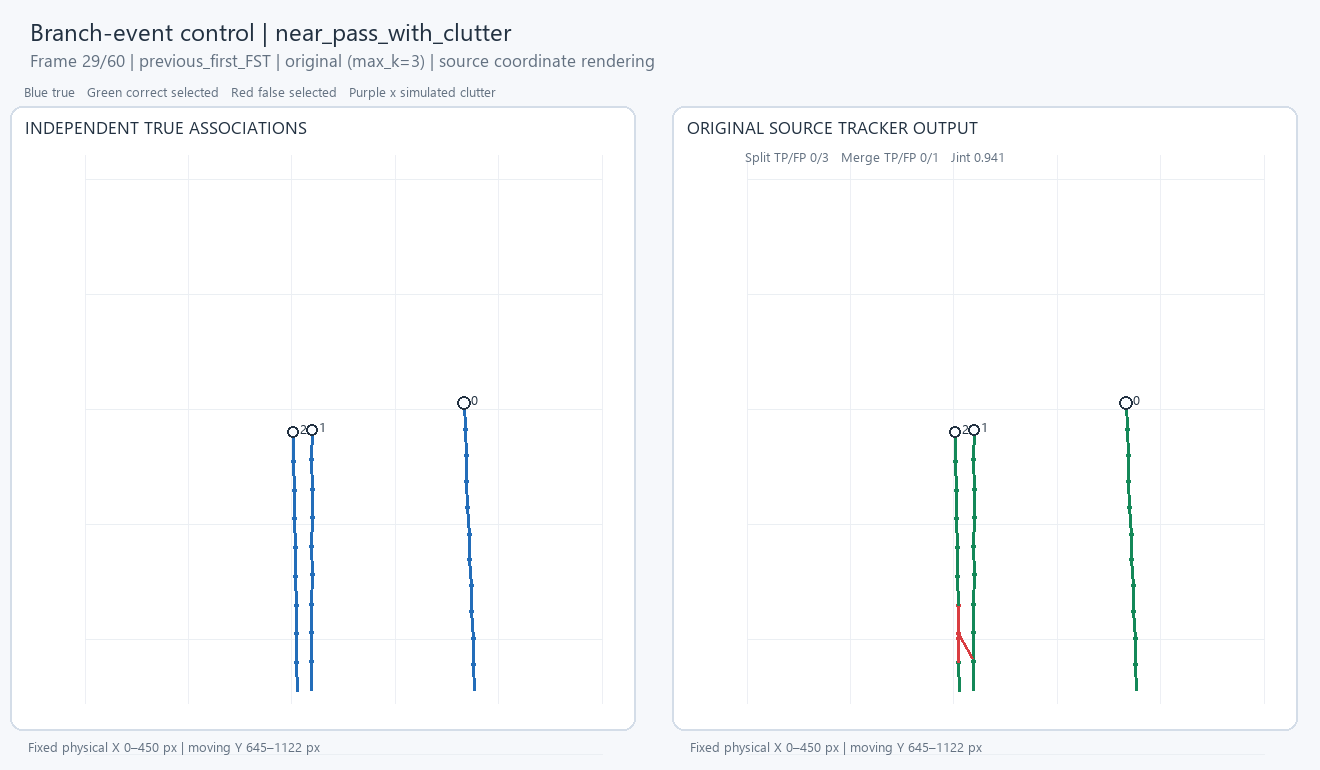 Branch-event control | near_pass_with_clutter
Frame 29/60 | previous_first_FST | original (max_k=3) | source coordinate rendering
Blue true Green correct selected Red false selected Purple x simulated clutter
INDEPENDENT TRUE ASSOCIATIONS
0
2
1
Fixed physical X 0–450 px | moving Y 645–1122 px
ORIGINAL SOURCE TRACKER OUTPUT
Split TP/FP 0/3 Merge TP/FP 0/1 Jint 0.941
0
2
1
Fixed physical X 0–450 px | moving Y 645–1122 px